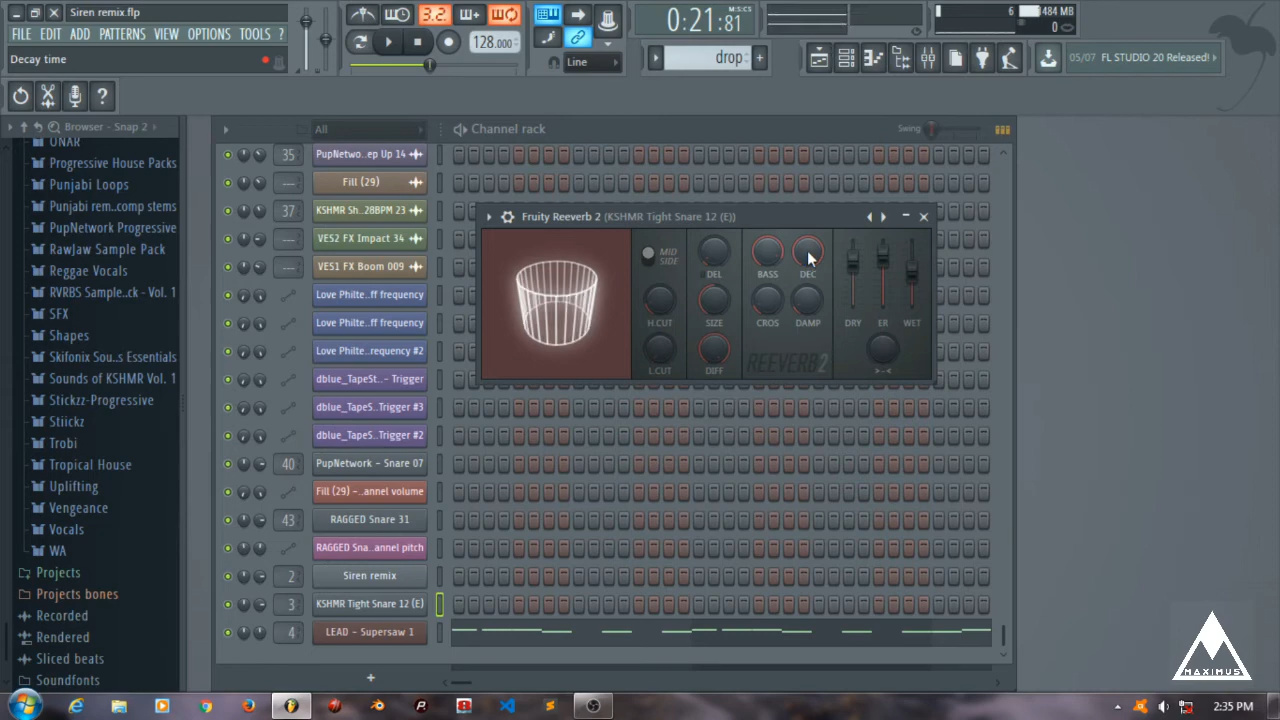 Siren remix.flp
FILE EDIT ADD PATTERNS VIEW OPTIONS TOOLS ?
Decay time
3.2.
128.000
0:21:81
M:S:CS
6
484 MB
0
Line
drop
05/07 FL STUDIO 20 Released!
?
Browser - Snap 2
ONAR
Progressive House Packs
Punjabi Loops
Punjabi rem...comp stems
PupNetwork Progressive
RawJaw Sample Pack
Reggae Vocals
RVRBS Sample...ck - Vol. 1
SFX
Shapes
Skifonix Sou...s Essentials
Sounds of KSHMR Vol. 1
Stickzz-Progressive
Stiickz
Trobi
Tropical House
Uplifting
Vengeance
Vocals
WA
Projects
Projects bones
Recorded
Rendered
Sliced beats
Soundfonts
All
Channel rack
Swing
35 PupNetwo..ep Up 14
--- Fill (29)
37 KSHMR Sh..28BPM 23
--- VES2 FX Impact 34
--- VES1 FX Boom 009
Love Philte..ff frequency
Love Philte..ff frequency
Love Philte..requency #2
dblue_TapeSt..- Trigger
dblue_TapeS..Trigger #3
dblue_TapeS..Trigger #2
40 PupNetwork - Snare 07
Fill (29) -..annel volume
43 RAGGED Snare 31
RAGGED Sna..annel pitch
2 Siren remix
3 KSHMR Tight Snare 12 (E)
4 LEAD - Supersaw 1
+
Fruity Reeverb 2 (KSHMR Tight Snare 12 (E))
MID
SIDE
DEL BASS DEC
H.CUT SIZE CROS DAMP DRY ER WET
L.CUT DIFF REEVERB2 >-<
MAXIMUS
2:35 PM